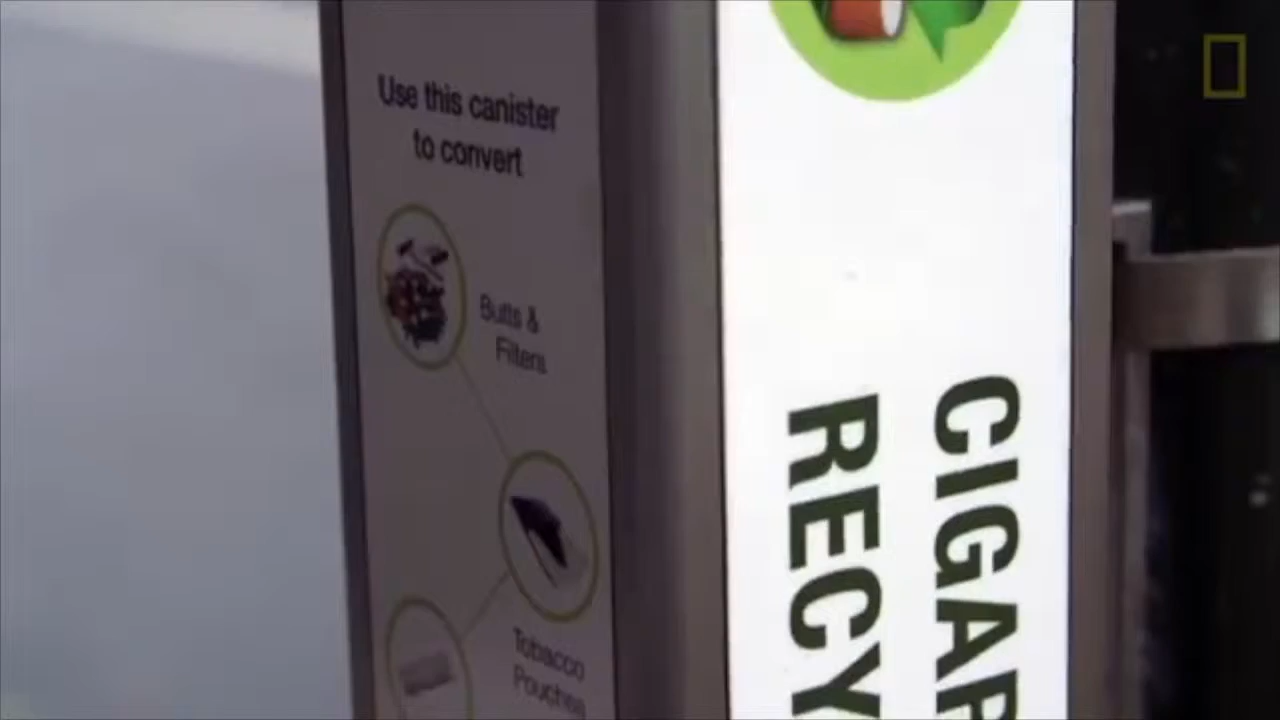 Use this canister
to convert
Butts &
Filters
Tobacco
Pouches
CIGAR
RECY